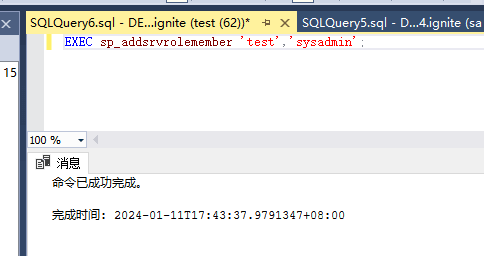 SQLQuery6.sql - DE...ignite (test (62))*
SQLQuery5.sql - D...4.ignite (sa
EXEC sp_addsrvrolemember 'test','sysadmin';
15
100 %
消息
命令已成功完成。
完成时间: 2024-01-11T17:43:37.9791347+08:00